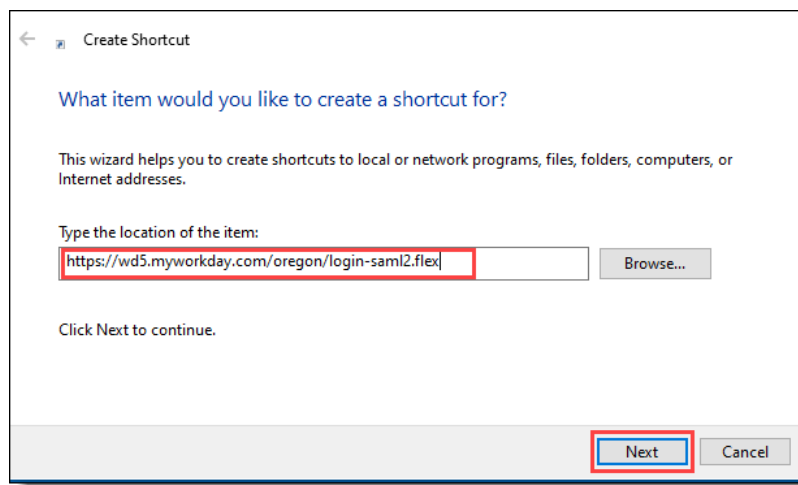 Create Shortcut
What item would you like to create a shortcut for?
This wizard helps you to create shortcuts to local or network programs, files, folders, computers, or
Internet addresses.
Type the location of the item:
https://wd5.myworkday.com/oregon/login-saml2.flex
Browse...
Click Next to continue.
Next
Cancel